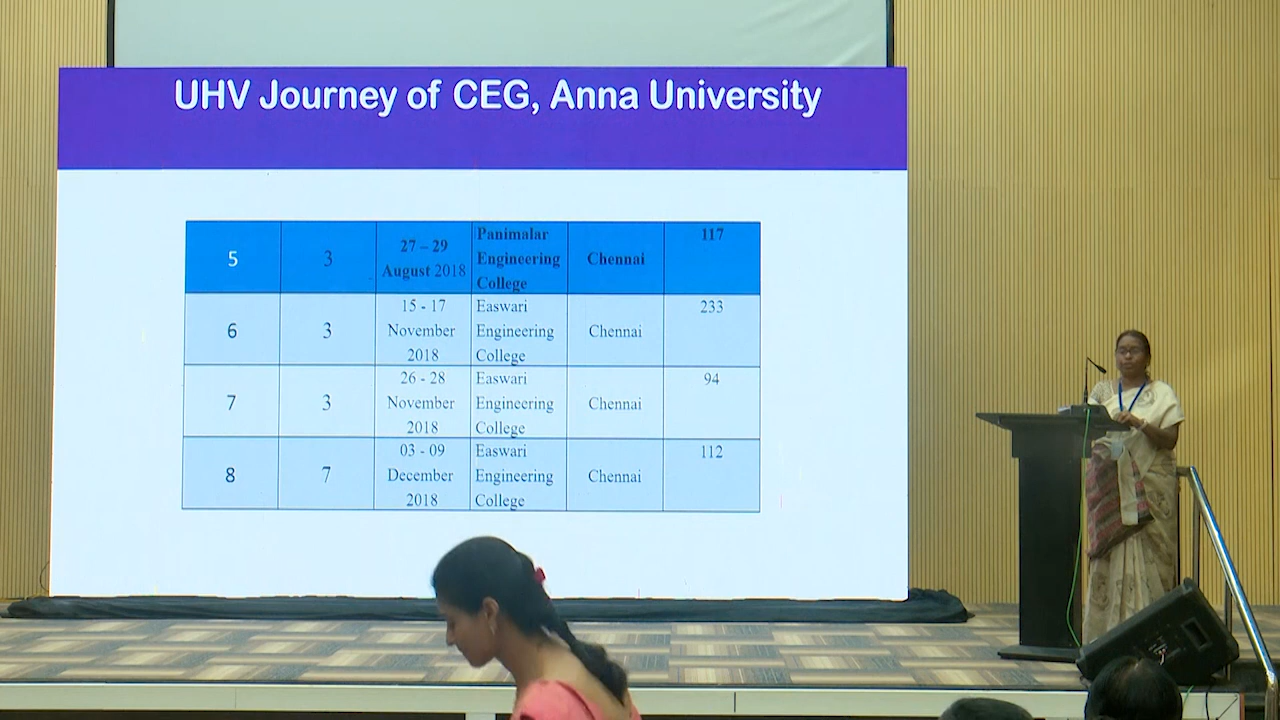 UHV Journey of CEG, Anna University
5 3 27 – 29 August 2018 Panimalar Engineering College Chennai 117
6 3 15 - 17 November 2018 Easwari Engineering College Chennai 233
7 3 26 - 28 November 2018 Easwari Engineering College Chennai 94
8 7 03 - 09 December 2018 Easwari Engineering College Chennai 112